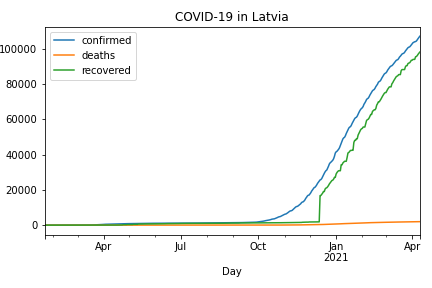 COVID-19 in Latvia
confirmed
deaths
recovered
100000
80000
60000
40000
20000
0
Apr
Jul
Oct
Jan
2021
Apr
Day